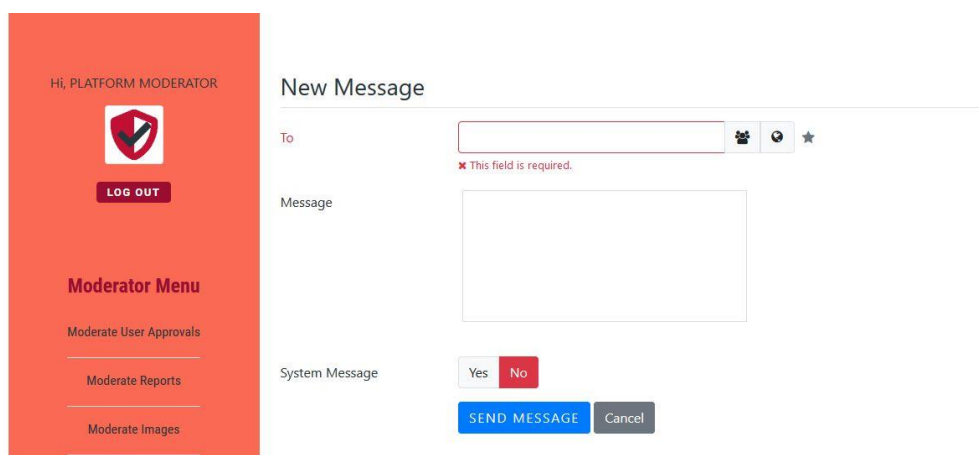 Hi, PLATFORM MODERATOR
LOG OUT
Moderator Menu
Moderate User Approvals
Moderate Reports
Moderate Images
New Message
To
This field is required.
Message
System Message
Yes No
SEND MESSAGE Cancel